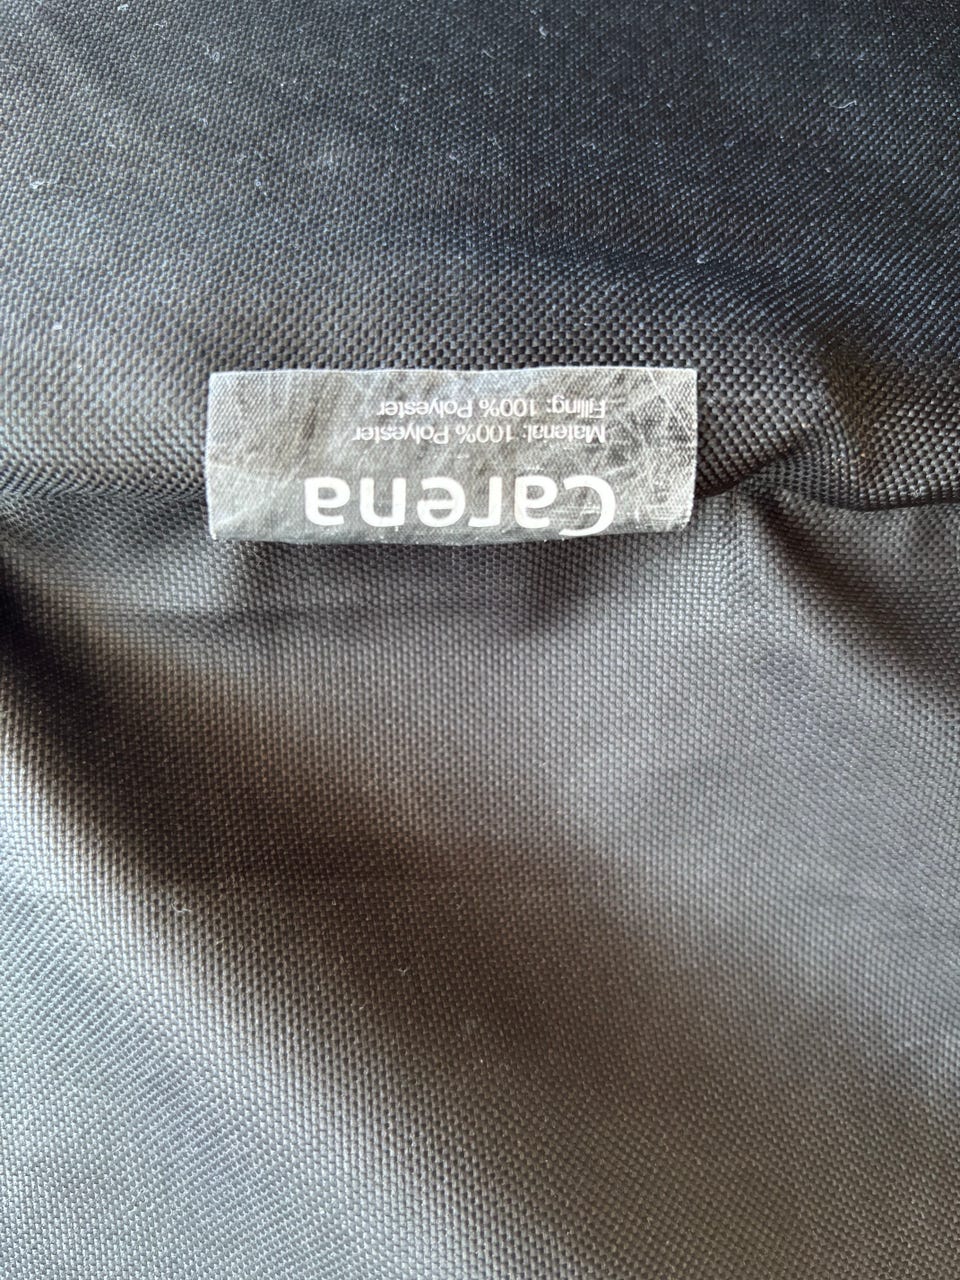 Carena
Material: 100% Polyester
Filling: 100% Polyester